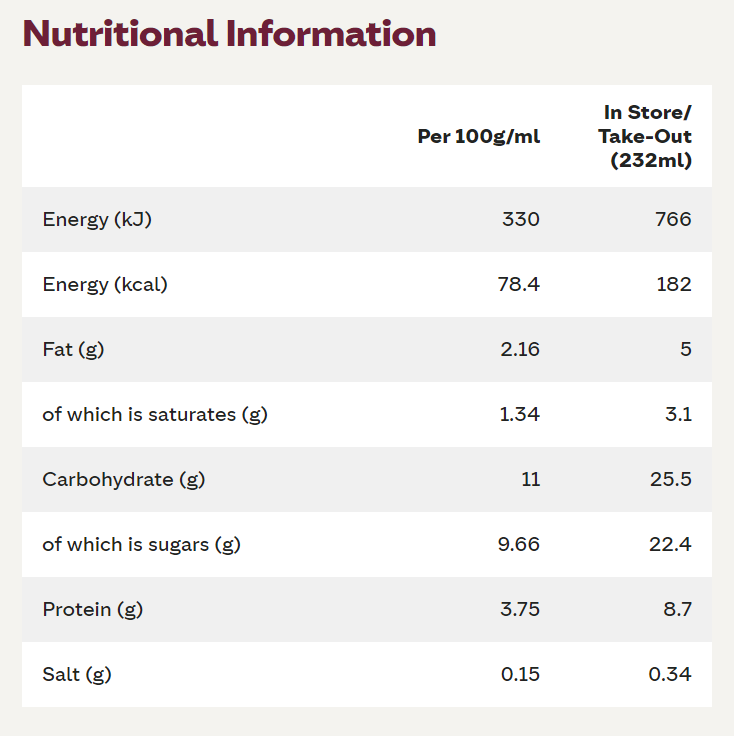 Nutritional Information
Per 100g/ml In Store/
Take-Out
(232ml)
Energy (kJ) 330 766
Energy (kcal) 78.4 182
Fat (g) 2.16 5
of which is saturates (g) 1.34 3.1
Carbohydrate (g) 11 25.5
of which is sugars (g) 9.66 22.4
Protein (g) 3.75 8.7
Salt (g) 0.15 0.34